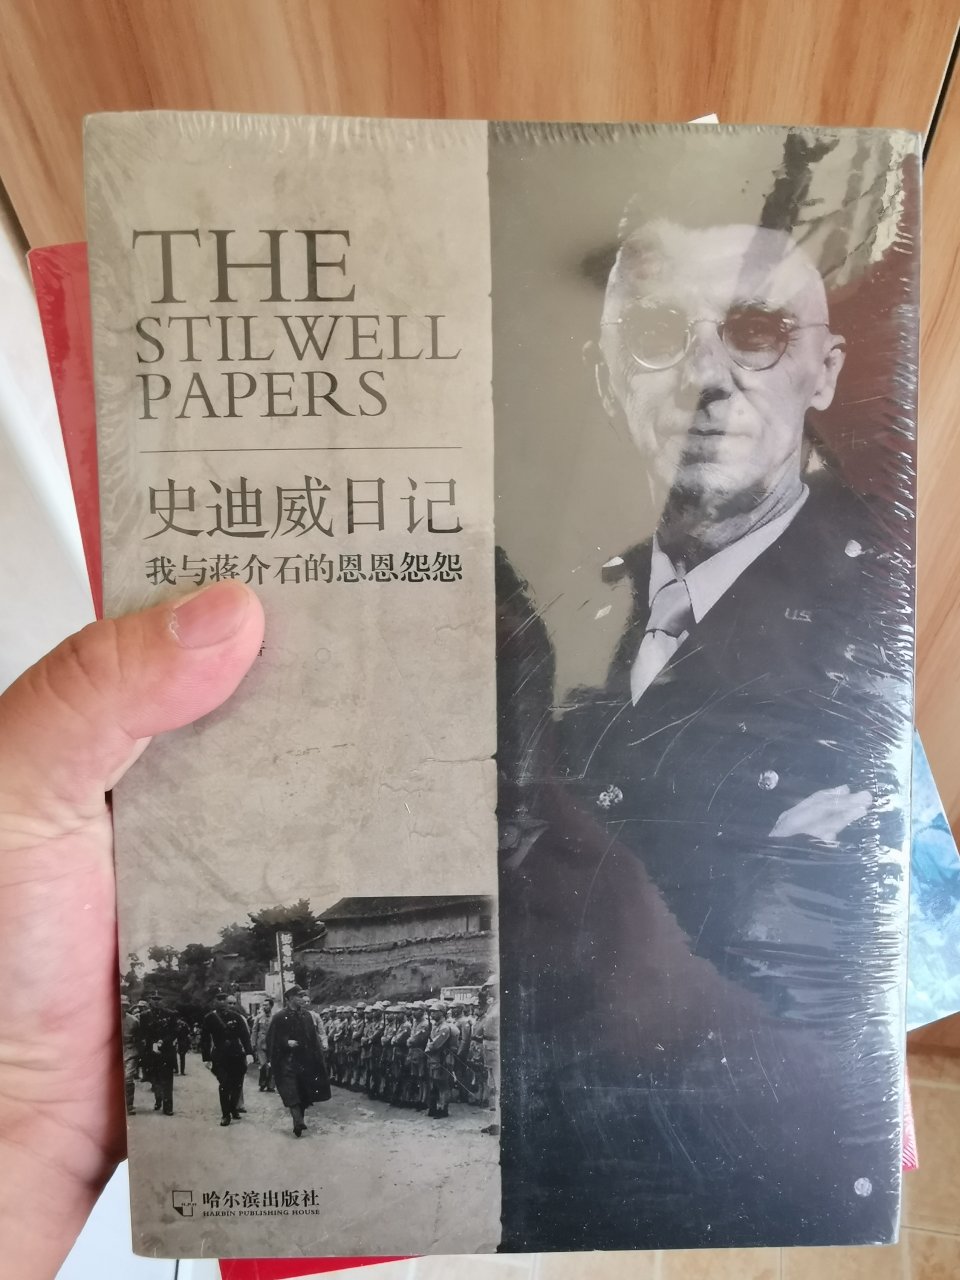 THE
STILWELL
PAPERS
史迪威日记
我与蒋介石的恩恩怨怨
著
U.S.
哈尔滨出版社
HARBIN PUBLISHING HOUSE